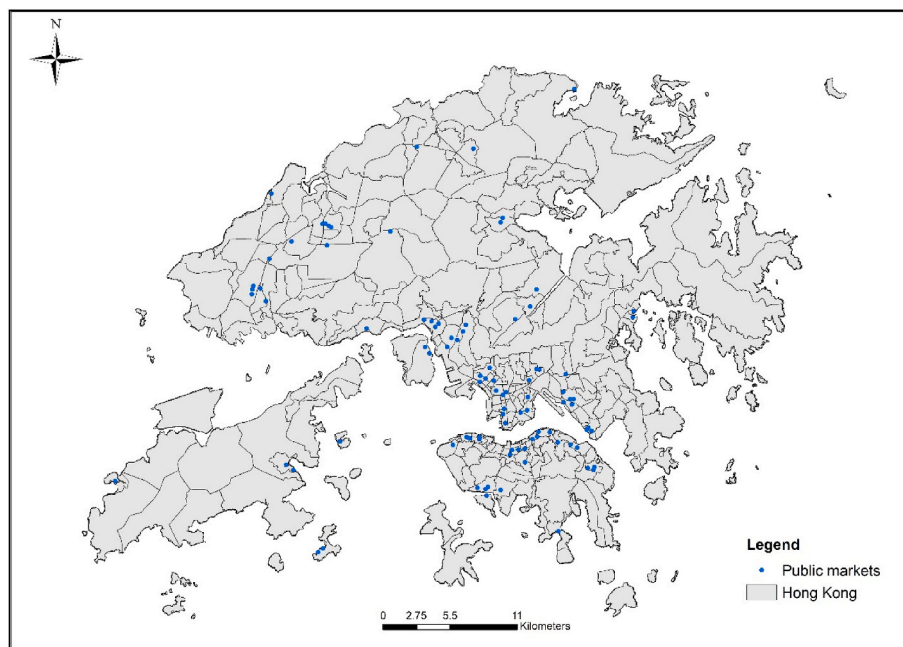 N
Legend
Public markets
Hong Kong
0 2.75 5.5 11
Kilometers